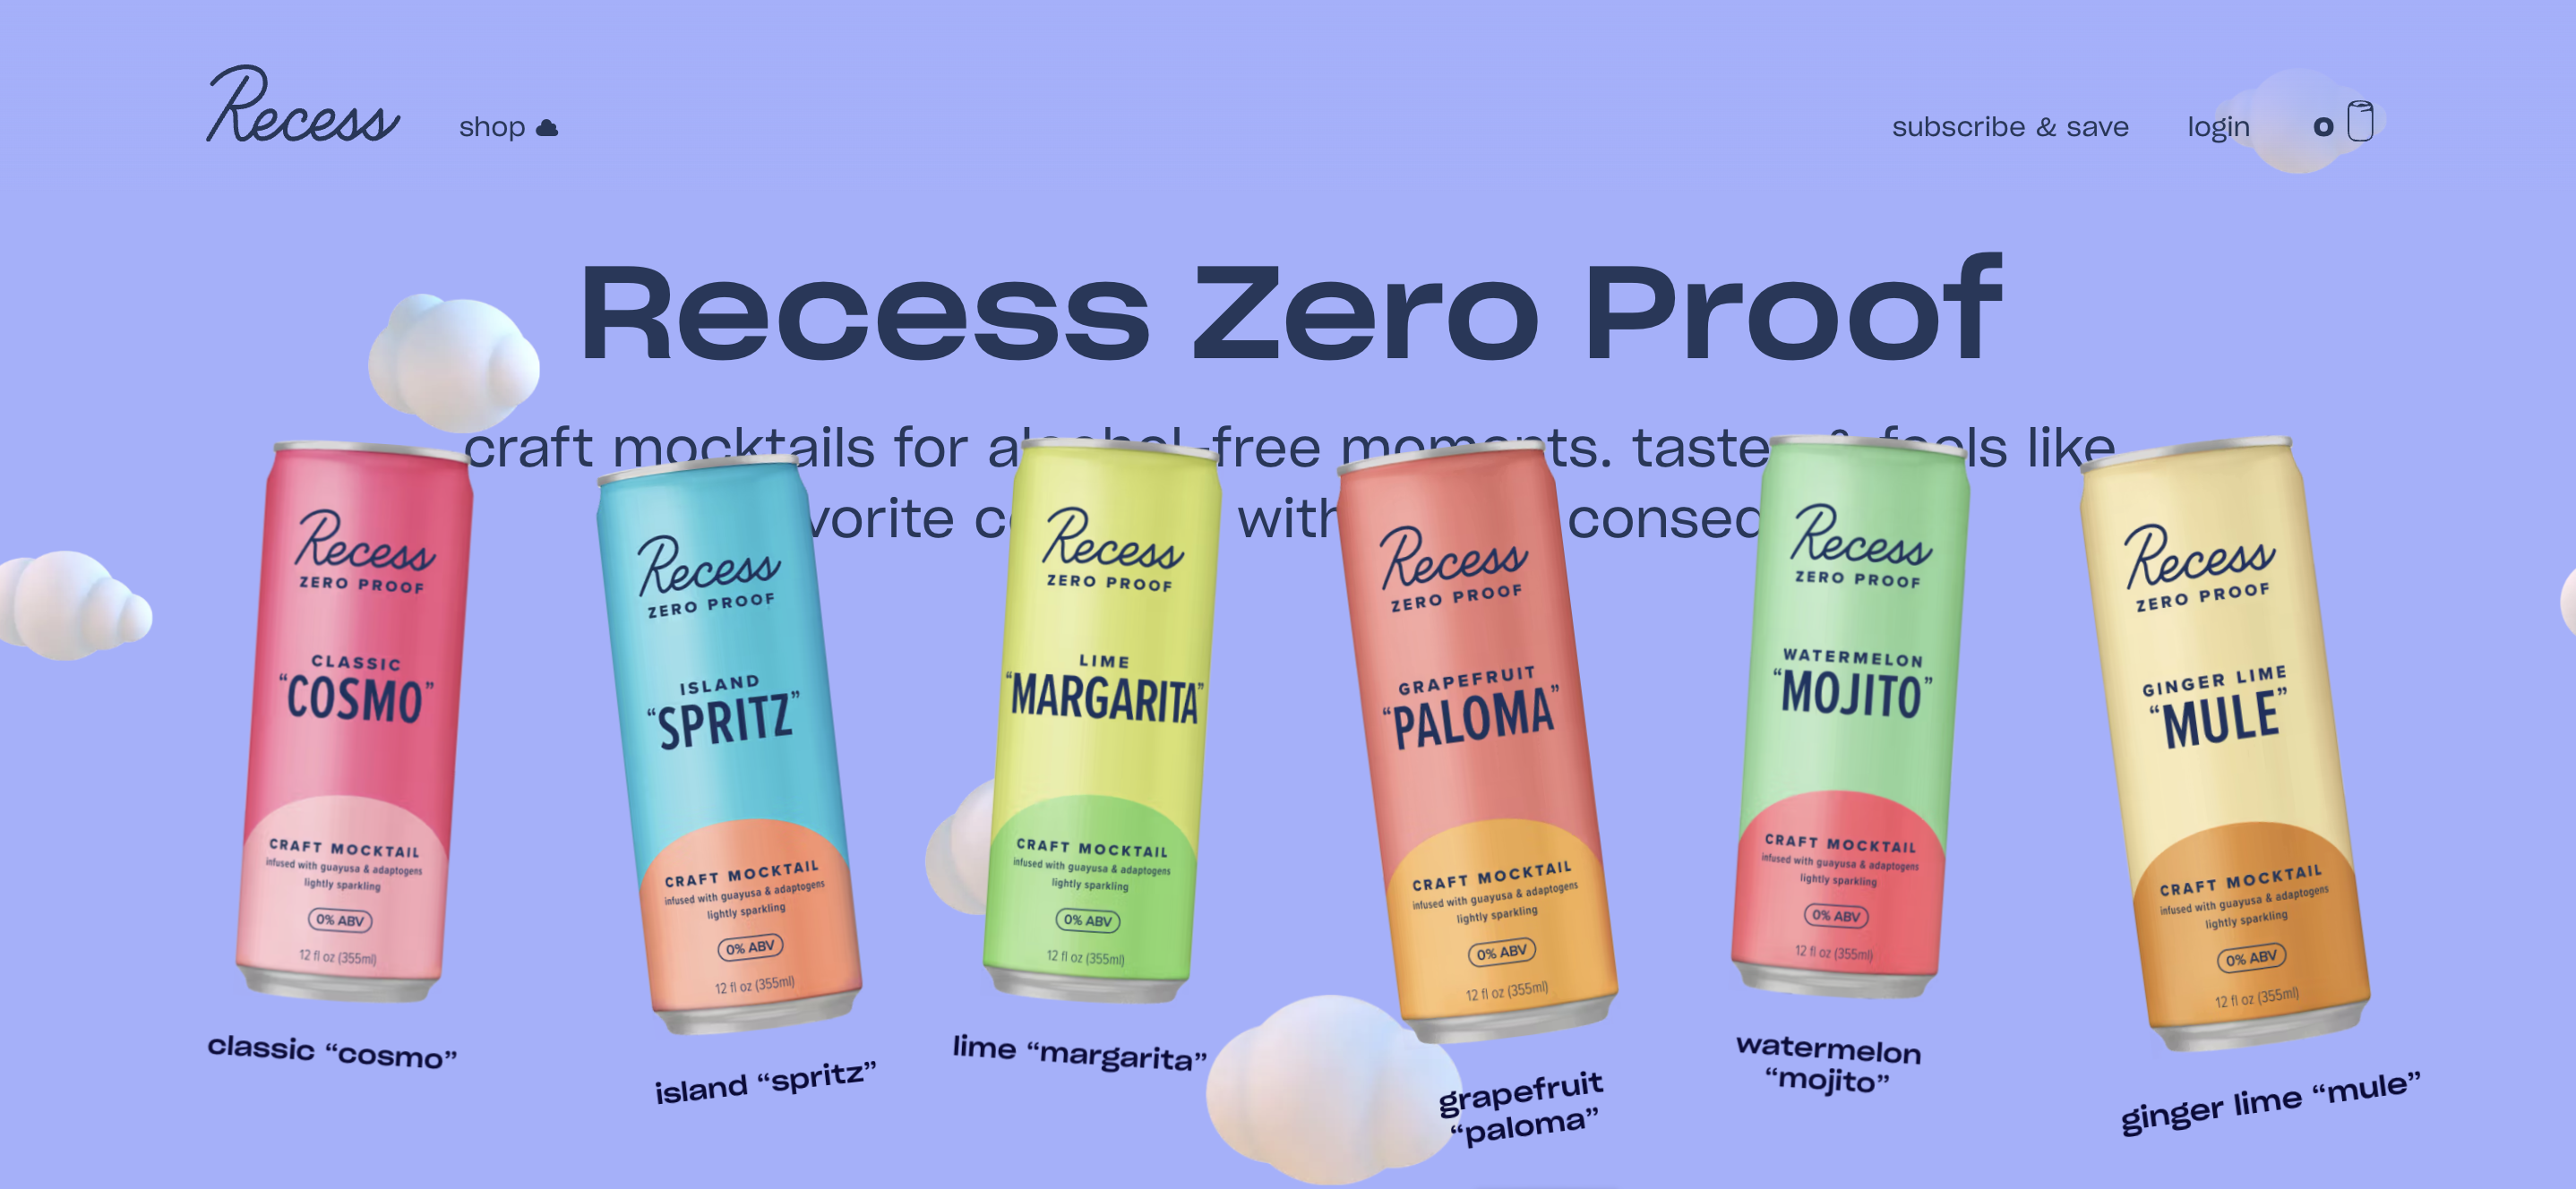 Recess
shop
subscribe & save
login
0
Recess Zero Proof
craft mocktails for free moments. tastes like
with
Recess
ZERO PROOF
CLASSIC
“COSMO”
CRAFT MOCKTAIL
infused with guayusa & adaptogens
lightly sparkling
0% ABV
12 fl oz (355ml)
classic “cosmo”
Recess
ZERO PROOF
ISLAND
“SPRITZ”
CRAFT MOCKTAIL
infused with guayusa & adaptogens
lightly sparkling
0% ABV
12 fl oz (355ml)
island “spritz”
Recess
ZERO PROOF
LIME
“MARGARITA”
CRAFT MOCKTAIL
infused with guayusa & adaptogens
lightly sparkling
0% ABV
12 fl oz (355ml)
lime “margarita”
Recess
ZERO PROOF
GRAPEFRUIT
“PALOMA”
CRAFT MOCKTAIL
infused with guayusa & adaptogens
lightly sparkling
0% ABV
12 fl oz (355ml)
grapefruit
“paloma”
Recess
ZERO PROOF
WATERMELON
“MOJITO”
CRAFT MOCKTAIL
infused with guayusa & adaptogens
lightly sparkling
0% ABV
12 fl oz (355ml)
watermelon
“mojito”
Recess
ZERO PROOF
GINGER LIME
“MULE”
CRAFT MOCKTAIL
infused with guayusa & adaptogens
lightly sparkling
0% ABV
12 fl oz (355ml)
ginger lime “mule”